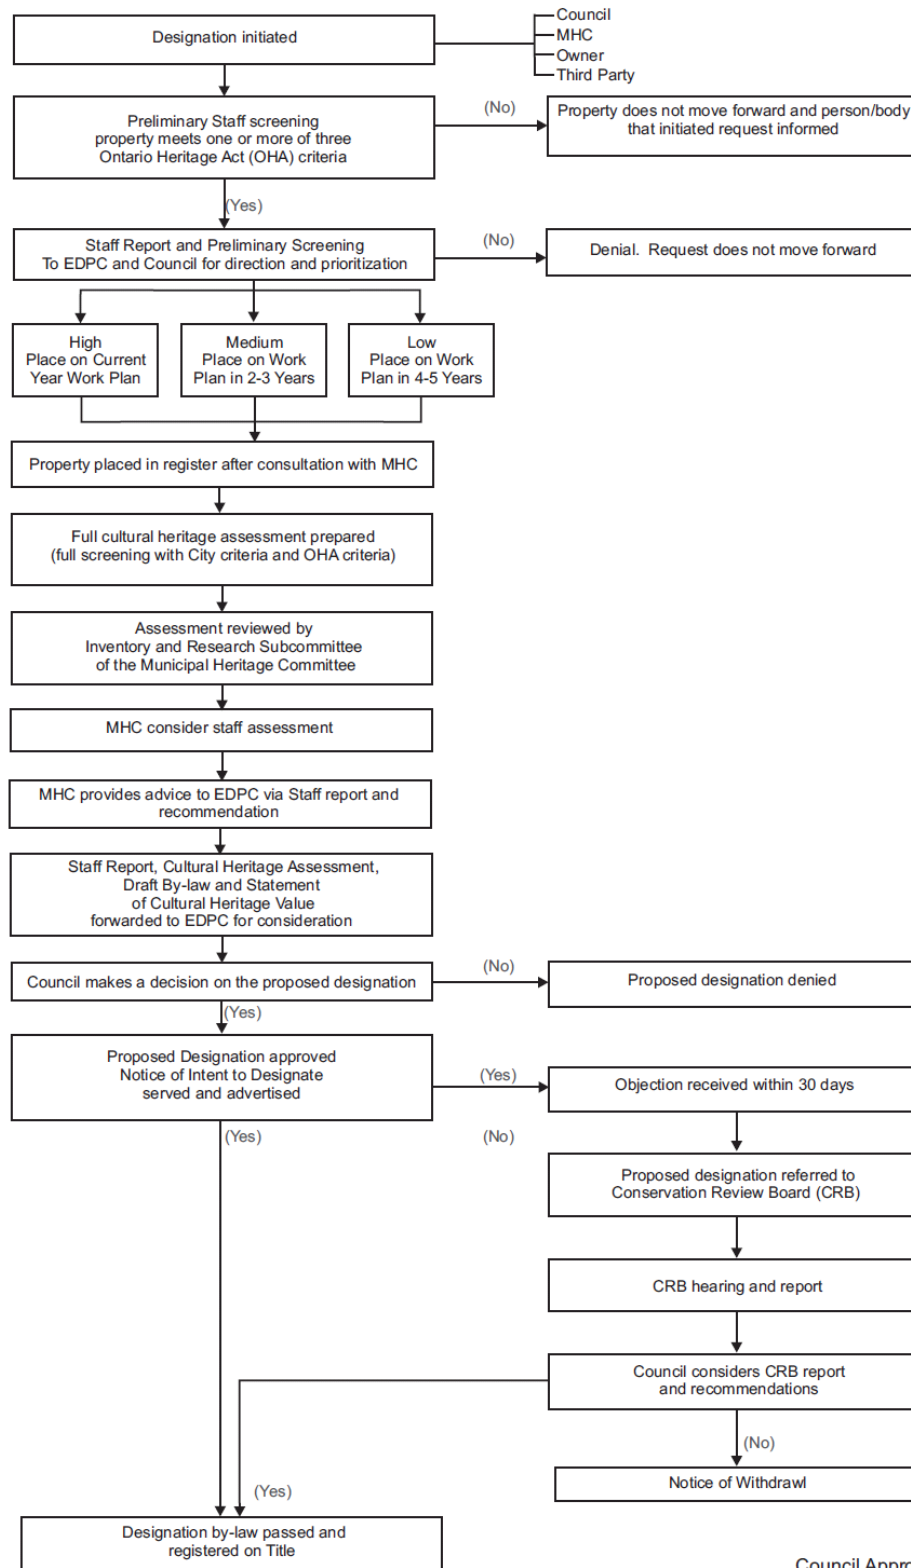 Designation initiated
Council
MHC
Owner
Third Party
Preliminary Staff screening
property meets one or more of three
Ontario Heritage Act (OHA) criteria
(No)
Property does not move forward and person/body
that initiated request informed
(Yes)
Staff Report and Preliminary Screening
To EDPC and Council for direction and prioritization
(No)
Denial. Request does not move forward
High
Place on Current
Year Work Plan
Medium
Place on Work
Plan in 2-3 Years
Low
Place on Work
Plan in 4-5 Years
Property placed in register after consultation with MHC
Full cultural heritage assessment prepared
(full screening with City criteria and OHA criteria)
Assessment reviewed by
Inventory and Research Subcommittee
of the Municipal Heritage Committee
MHC consider staff assessment
MHC provides advice to EDPC via Staff report and
recommendation
Staff Report, Cultural Heritage Assessment,
Draft By-law and Statement
of Cultural Heritage Value
forwarded to EDPC for consideration
Council makes a decision on the proposed designation
(No)
Proposed designation denied
(Yes)
Proposed Designation approved
Notice of Intent to Designate
served and advertised
(Yes)
Objection received within 30 days
(Yes)
(No)
Proposed designation referred to
Conservation Review Board (CRB)
CRB hearing and report
Council considers CRB report
and recommendations
(No)
Notice of Withdrawl
(Yes)
Designation by-law passed and
registered on Title
Council Appro